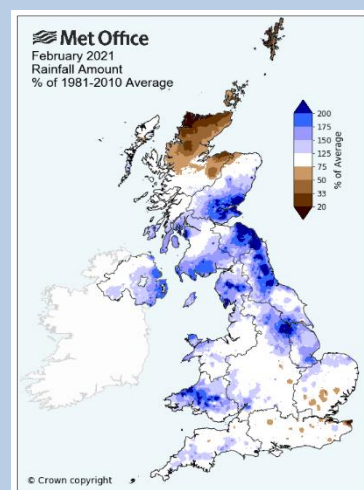 Met Office
February 2021
Rainfall Amount
% of 1981-2010 Average
200
175
150
125
75
50
33
20
% of Average
© Crown copyright